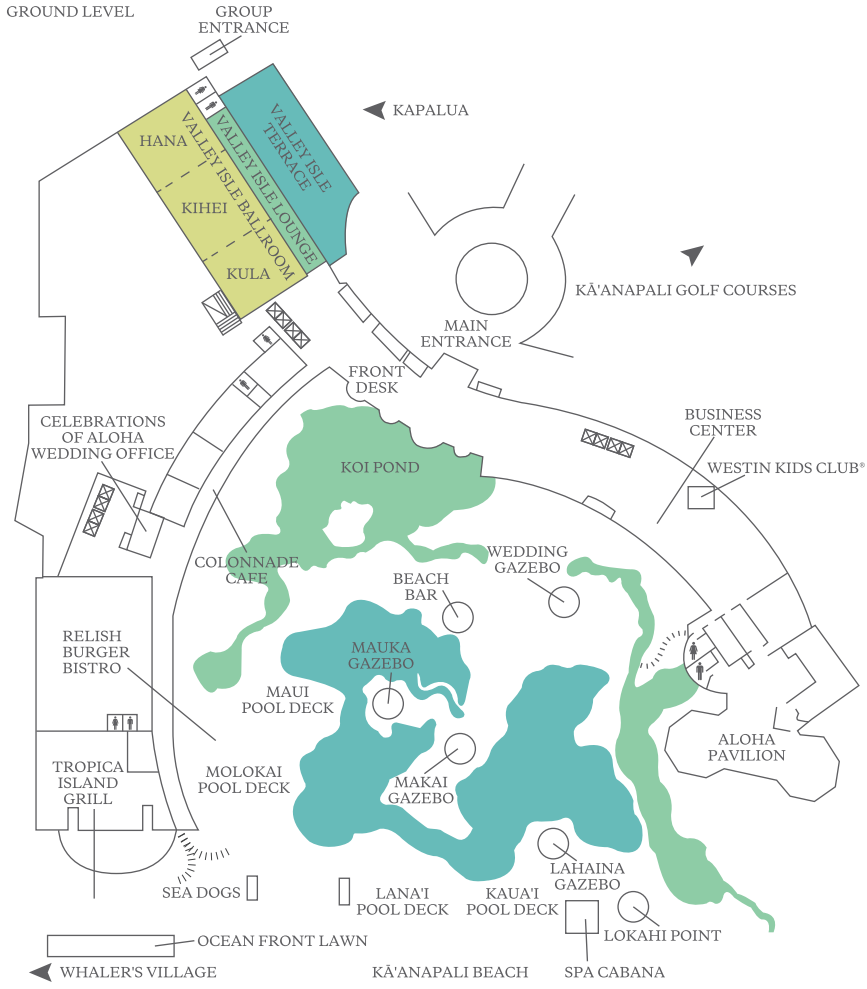 GROUND LEVEL
GROUP
ENTRANCE
KAPALUA
VALLEY ISLE
TERRACE
VALLEY ISLE LOUNGE
VALLEY ISLE BALLROOM
HANA
KIHEI
KULA
KĀ'ANAPALI GOLF COURSES
MAIN
ENTRANCE
FRONT
DESK
CELEBRATIONS
OF ALOHA
WEDDING OFFICE
BUSINESS
CENTER
WESTIN KIDS CLUB®
KOI POND
COLONNADE
CAFE
WEDDING
GAZEBO
BEACH
BAR
RELISH
BURGER
BISTRO
MAUKA
GAZEBO
MAUI
POOL DECK
ALOHA
PAVILION
TROPICA
ISLAND
GRILL
MOLOKAI
POOL DECK
MAKAI
GAZEBO
SEA DOGS
LANA'I
POOL DECK
KAUA'I
POOL DECK
LAHAINA
GAZEBO
LOKAHI POINT
OCEAN FRONT LAWN
WHALER'S VILLAGE
KĀ'ANAPALI BEACH
SPA CABANA